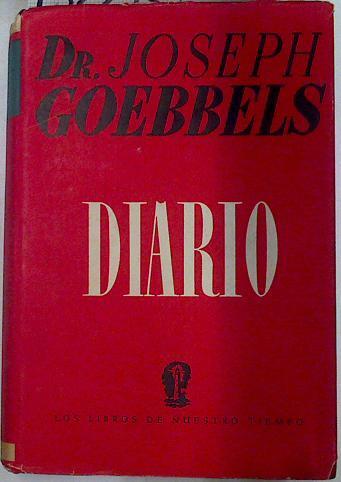 DR. JOSEPH
GOEBBELS
DIARIO
LOS LIBROS DE NUESTRO TIEMPO